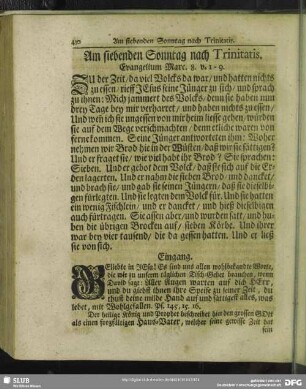 490 Am siebenden Sonntag nach Trinitatis.
Am siebenden Sonntag nach Trinitatis.
Evangelium Marc. 8. v. 1-9.
ZU der Zeit, da viel Volcks da war, und hatten nichts
zu essen, rieff JEsus seine Jünger zu sich, und sprach
zu ihnen: Mich jammert des Volcks, denn sie haben nun
drey Tage bey mir verharret, und haben nichts zu essen,
Und wenn ich sie ungessen von mir heim liesse gehen, würden
sie auf dem Wege verschmachten, denn etliche waren von
ferne kommen. Seine Jünger antworteten ihm: Woher
nehmen wir Brod hie in der Wüsten, daß wir sie sättigen?
Und er fraget sie, wie viel habt ihr Brod? Sie sprachen:
Sieben. Und er gebot dem Volck, daß sie sich auf die Er-
den lagerten. Und er nahm die sieben Brod, und danckt,
und brach sie, und gab sie seinen Jüngern, daß sie dieselbi-
gen fürlegten. Und sie legten dem Volck für. Und sie hatten
ein wenig Fischlein, und er danckt, und hieß dieselbigen
auch fürtragen. Sie assen aber, und wurden satt, und hu-
ben die übrigen Brocken auf, sieben Körbe. Und ihrer
war bey vier tausend, die da gessen hatten. Und er ließ
sie von sich.
Eingang.
GEliebte in JEsu! Es sind uns allen wohlbekandte Worte,
die wir zu unserm täglichen Tisch-Gebet brauchen, wenn
David sagt: Aller Augen warten auf dich HErr,
und du giebst ihnen ihre Speise zu seiner Zeit, du
thust deine milde Hand auf und sättigest alles, was
lebet, mit Wohlgefallen. Ps. 145, 15. 16.
Der heilige König und Prophet beschreibet hier den grossen GOtt
als einen sorgfältigen Haus-Vater, welcher seine gewisse Zeit hat